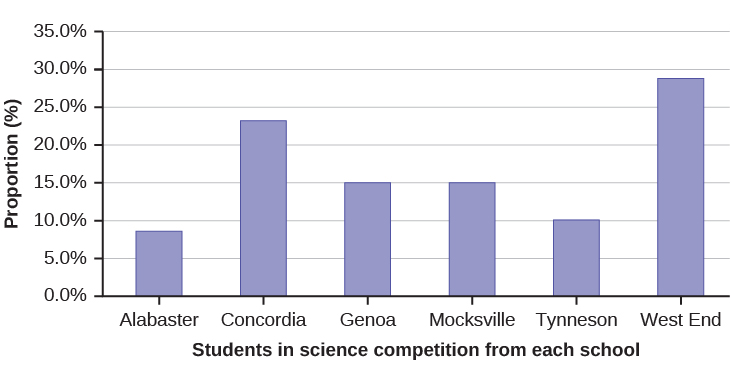 35.0%
30.0%
25.0%
20.0%
15.0%
10.0%
5.0%
0.0%
Proportion (%)
Alabaster Concordia Genoa Mocksville Tynneson West End
Students in science competition from each school